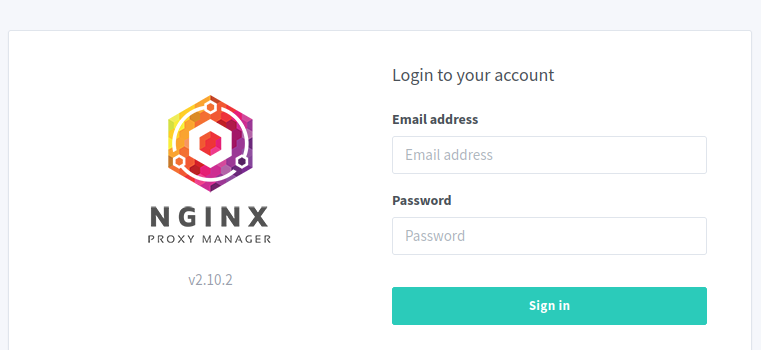 NGINX
PROXY MANAGER
v2.10.2
Login to your account
Email address
Email address
Password
Password
Sign in